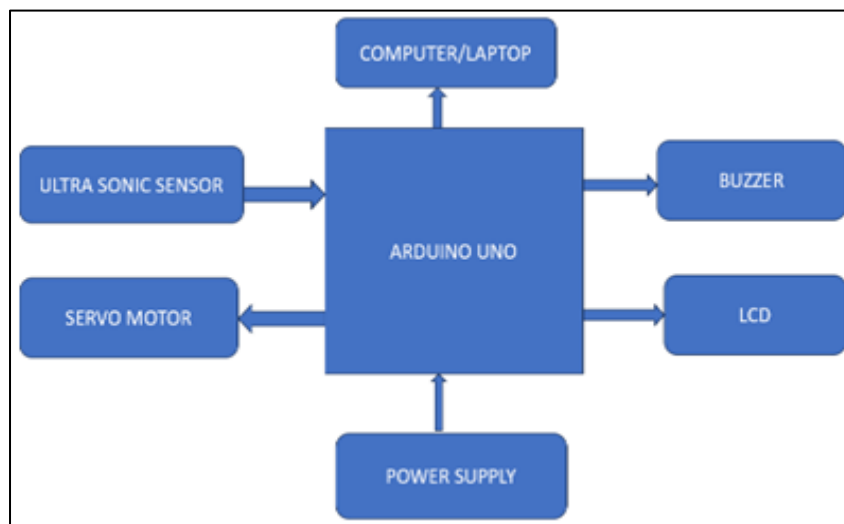 COMPUTER/LAPTOP
ULTRA SONIC SENSOR
BUZZER
ARDUINO UNO
SERVO MOTOR
LCD
POWER SUPPLY